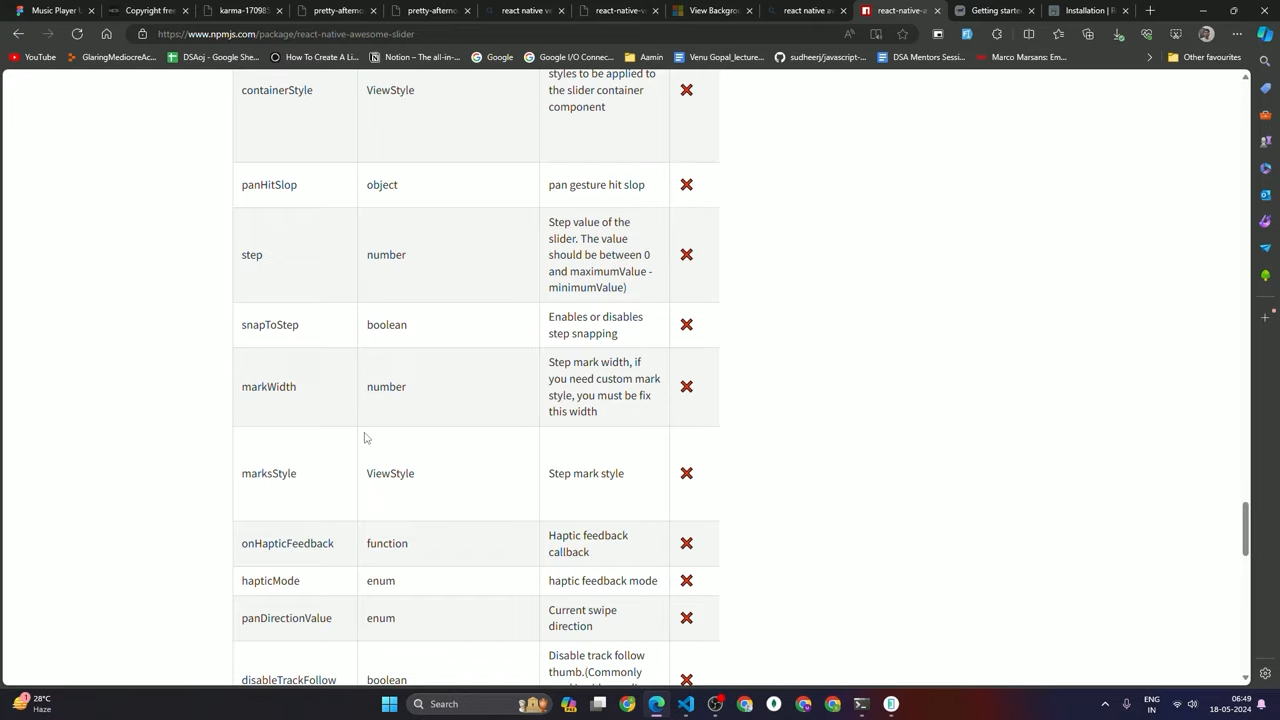 Music Player U
Copyright free
karma-170985
pretty-afterno
pretty-afterno
react native ve
react-native-ve
View Backgrou
react native aw
react-native-a
Getting starte
Installation | R
https://www.npmjs.com/package/react-native-awesome-slider
YouTube
GlaringMediocreAc...
DSAoj - Google She...
How To Create A Li...
Notion – The all-in-...
Google
Google I/O Connec...
Aamin
Venu Gopal_lecture...
sudheerj/javascript-...
DSA Mentors Sessi...
Marco Marsans: Em...
Other favourites
containerStyle
ViewStyle
styles to be applied to
the slider container
component
panHitSlop
object
pan gesture hit slop
step
number
Step value of the
slider. The value
should be between 0
and maximumValue -
minimumValue)
snapToStep
boolean
Enables or disables
step snapping
markWidth
number
Step mark width, if
you need custom mark
style, you must be fix
this width
marksStyle
ViewStyle
Step mark style
onHapticFeedback
function
Haptic feedback
callback
hapticMode
enum
haptic feedback mode
panDirectionValue
enum
Current swipe
direction
disableTrackFollow
boolean
Disable track follow
thumb.(Commonly
28°C
Haze
Search
ENG
IN
06:49
18-05-2024